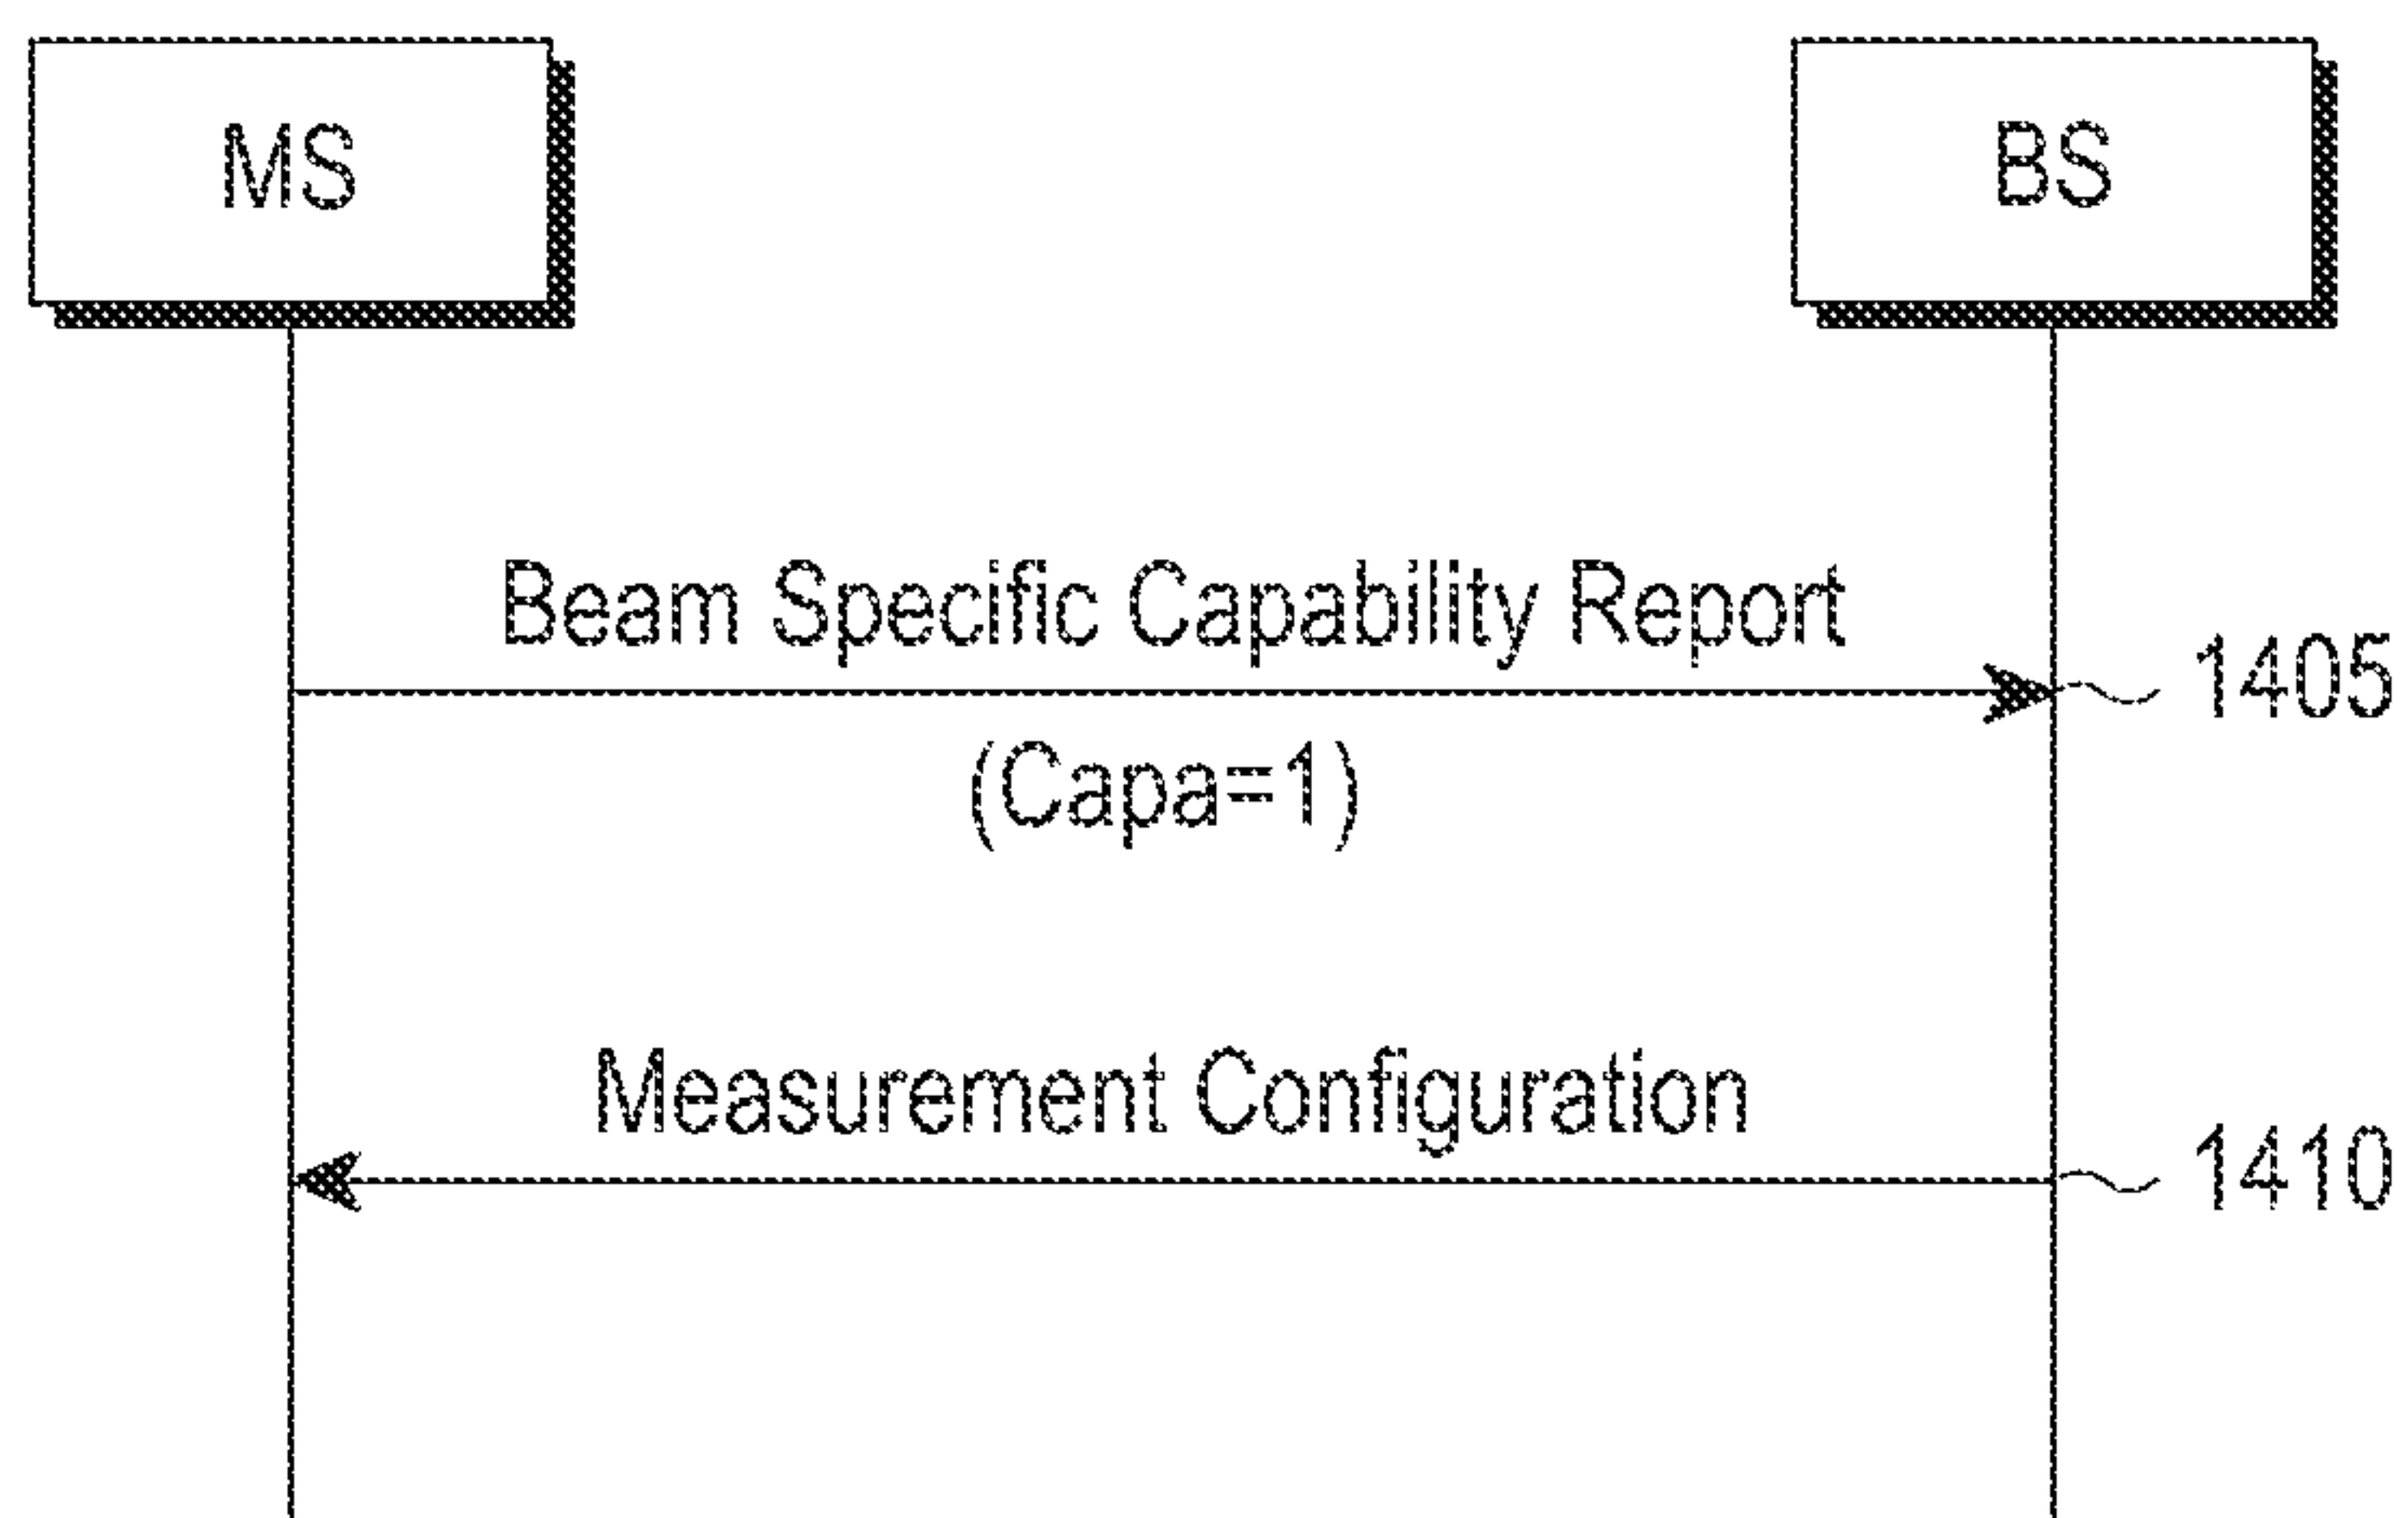 MS
BS
Beam Specific Capability Report
1405
(Capa=1)
Measurement Configuration
1410